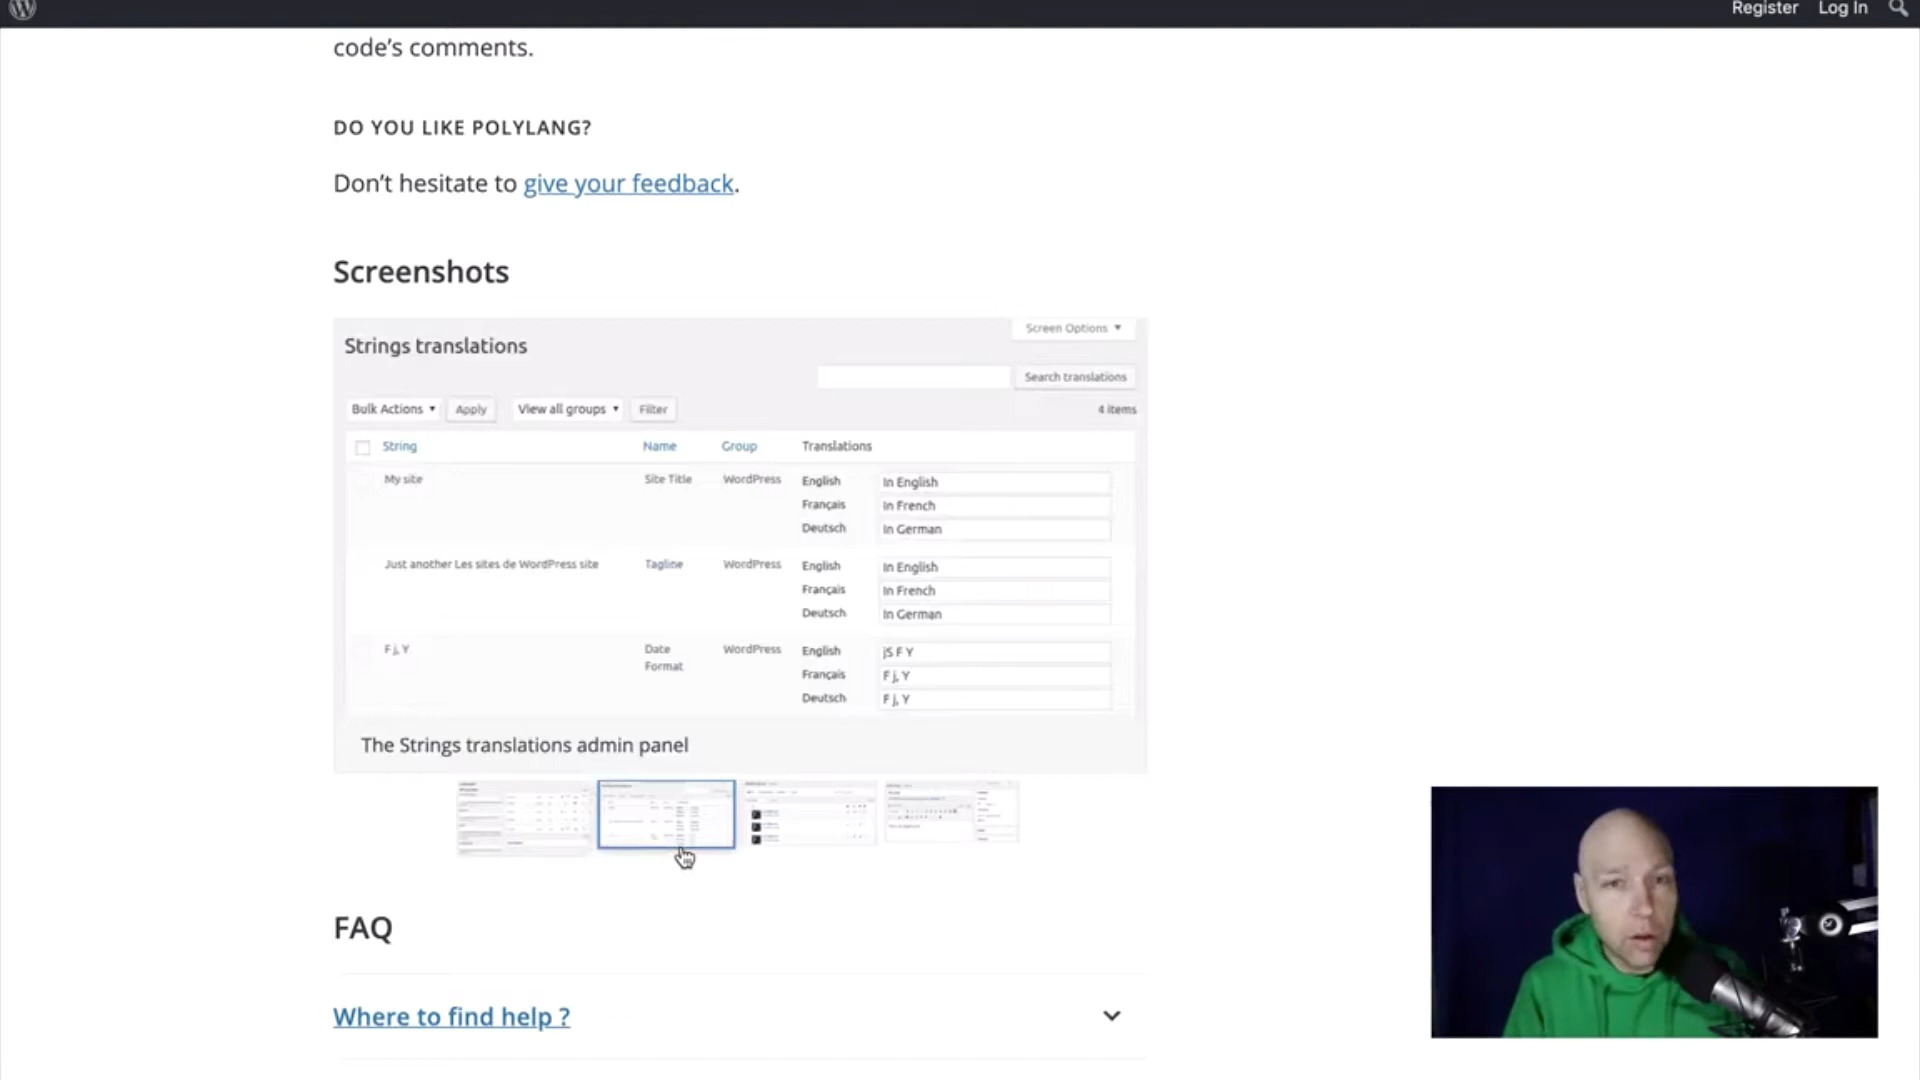 Register Log In
code's comments.
DO YOU LIKE POLYLANG?
Don't hesitate to give your feedback.
Screenshots
Screen Options
Strings translations
Search translations
Bulk Actions Apply View all groups Filter 4 items
String Name Group Translations
My site Site Title WordPress English In English
Français In French
Deutsch In German
Just another Les sites de WordPress site Tagline WordPress English In English
Français In French
Deutsch In German
F j, Y Date Format WordPress English jS F Y
Français F j, Y
Deutsch F j, Y
The Strings translations admin panel
FAQ
Where to find help ?